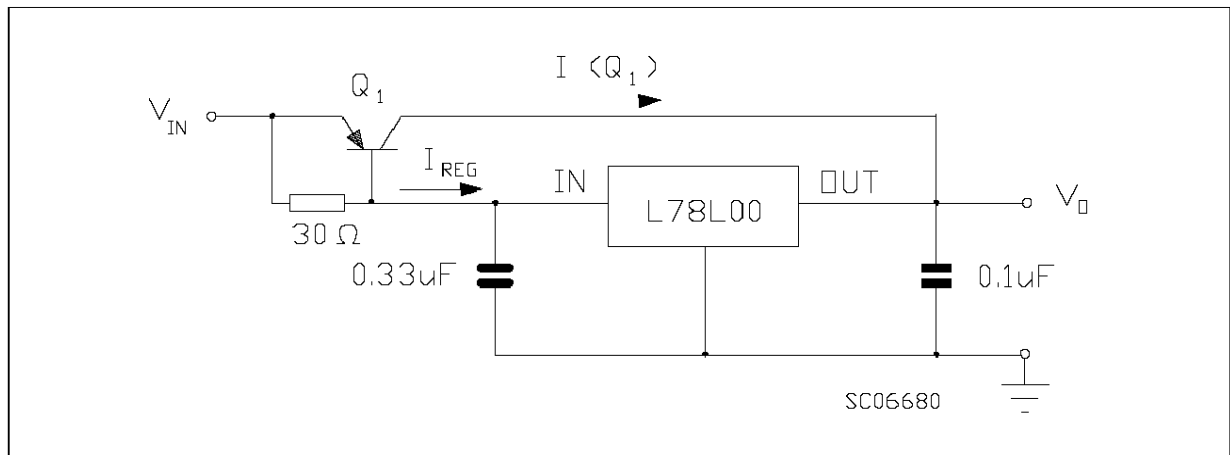 I (Q1)
Q1
VIN
IREG
IN
OUT
L78L00
VO
30 Ω
0.33uF
0.1uF
SC06680